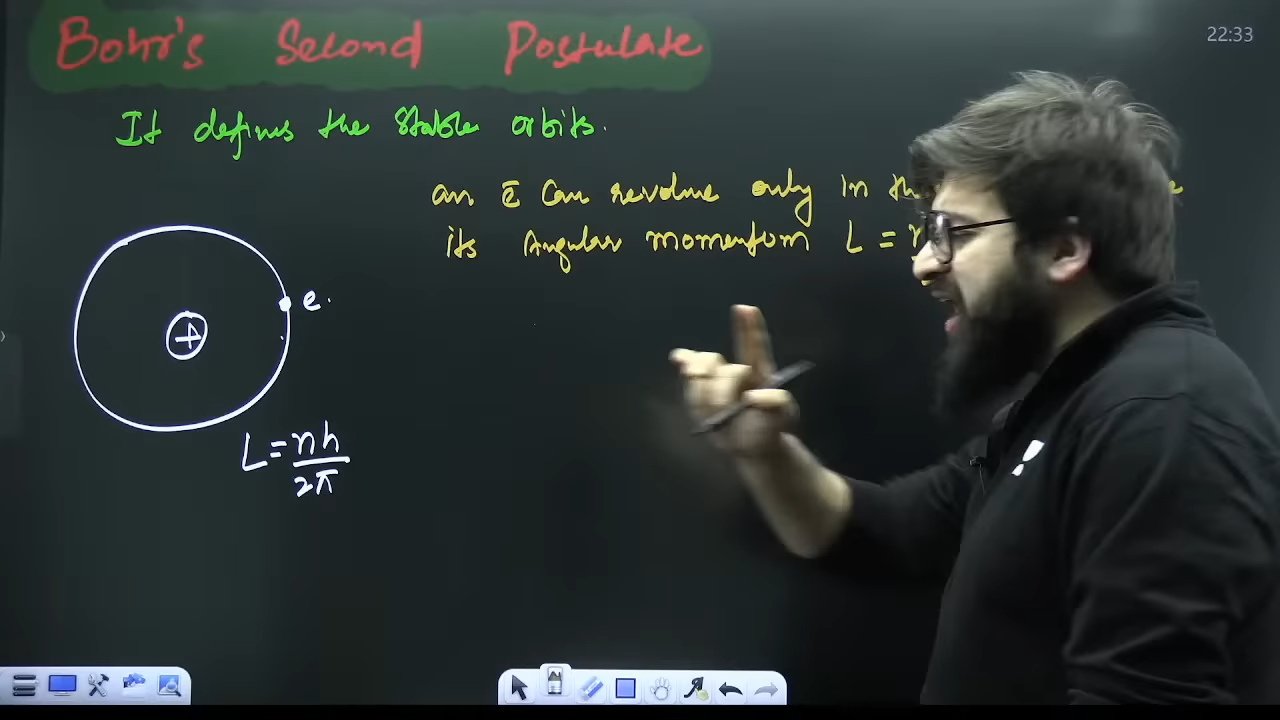 Bohr's Second Postulate
22:33
It defines the Stable orbits.
an ē Can revolve only in
its Angular momentum L =
e.
+
L = nh/2π